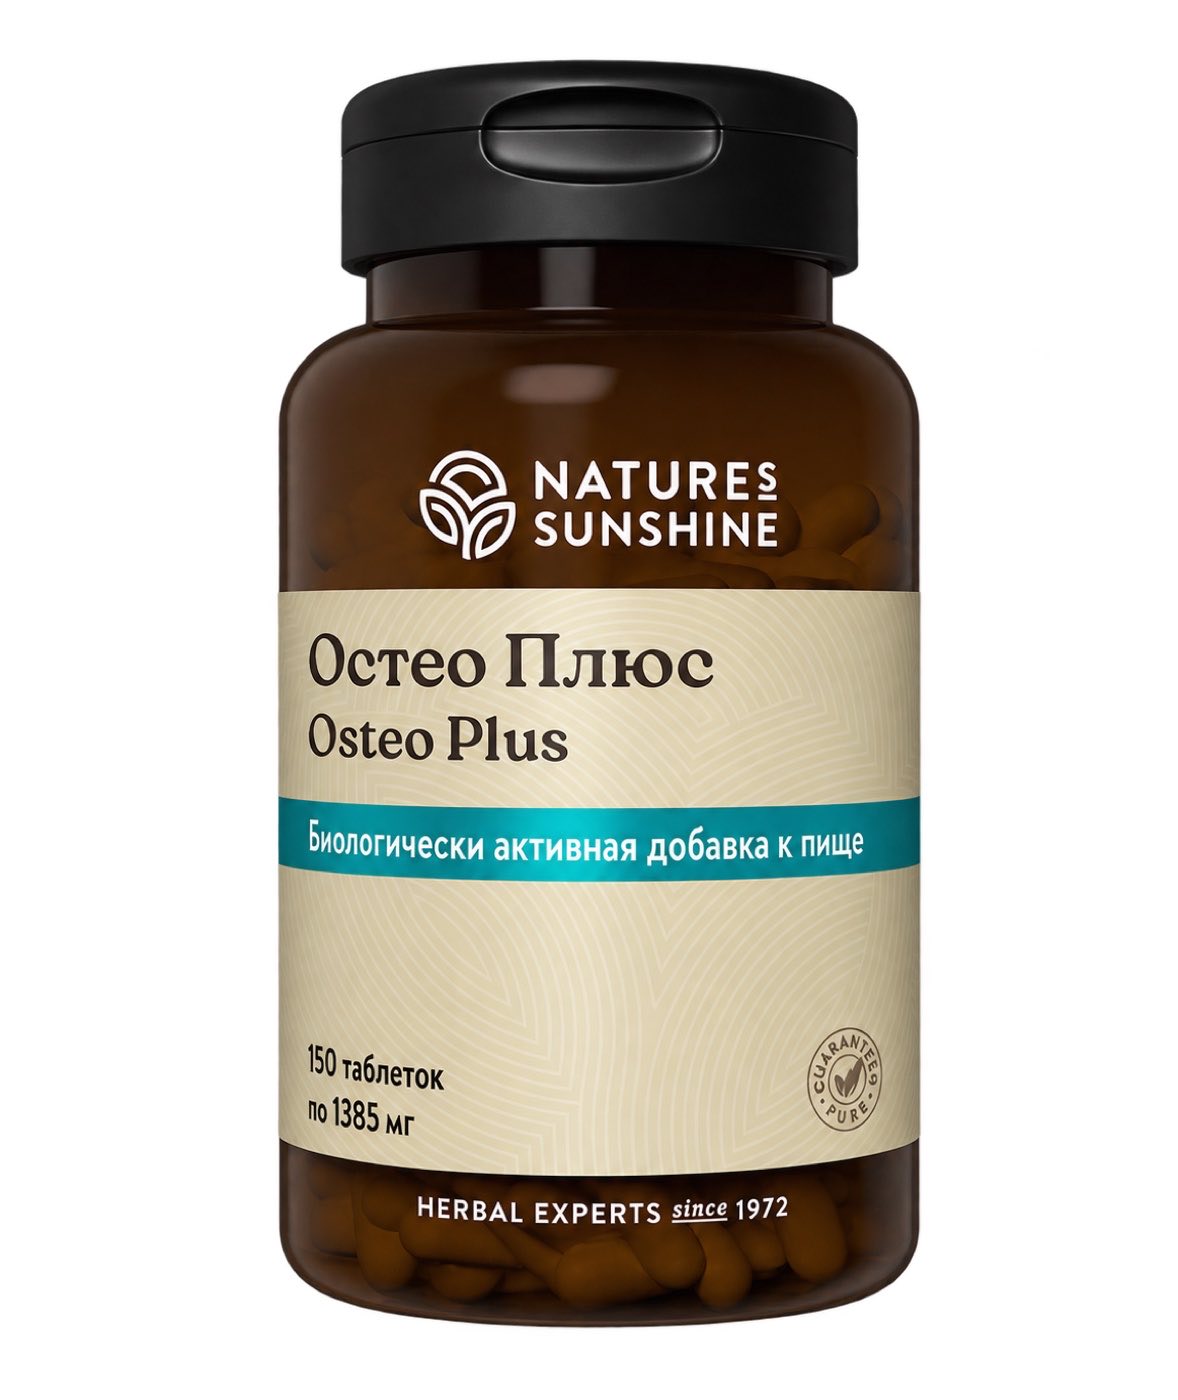 NATURES
SUNSHINE
Остео Плюс
Osteo Plus
Биологически активная добавка к пище
150 таблеток
по 1385 мг
CUARANTEE9
PURE
HERBAL EXPERTS since 1972